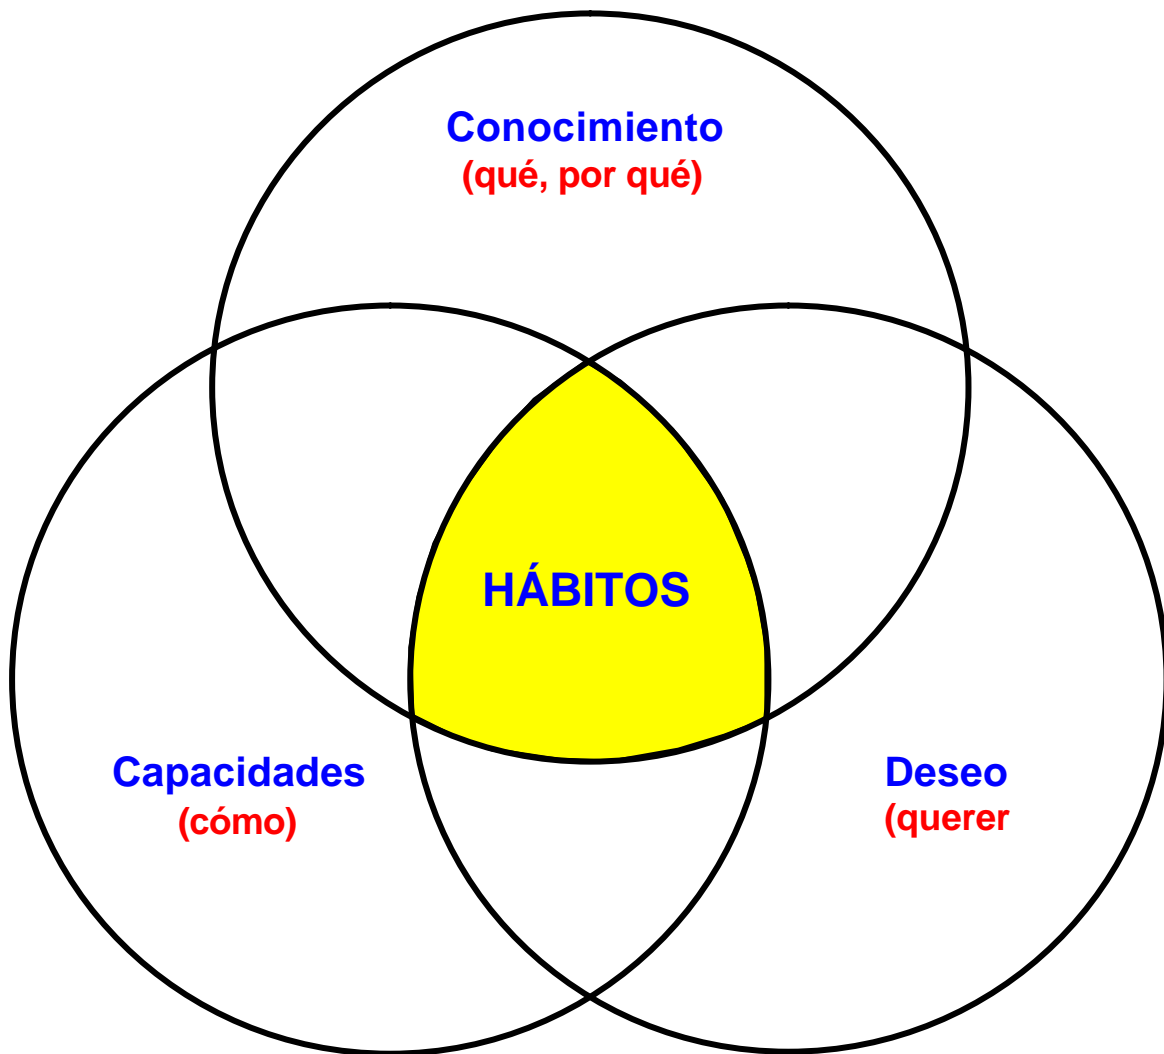 Conocimiento
(qué, por qué)
HÁBITOS
Capacidades
(cómo)
Deseo
(querer